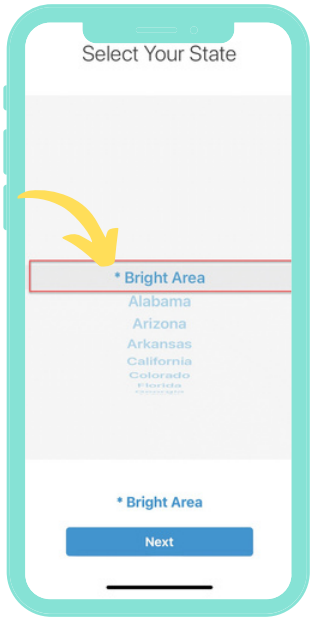 Select Your State
* Bright Area
Alabama
Arizona
Arkansas
California
Colorado
Florida
* Bright Area
Next